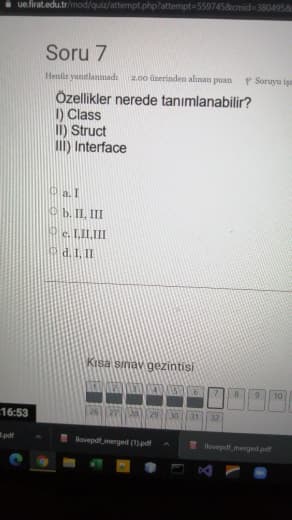 ue.firat.edu.tr/mod/quiz/attempt.php?attempt=559745&cmid=380495&
Soru 7
Henüz yanıtlanmadı 2.00 üzerinden alınan puan Soruyu işa
Özellikler nerede tanımlanabilir?
I) Class
II) Struct
III) Interface
a. I
b. II, III
c. I,II,III
d. I, II
Kısa sınav gezintisi
1 2 3 4 5 6 7 8 9 10
26 27 28 29 30 31 32
16:53
.pdf
ilovepdf_merged (1).pdf
ilovepdf_merged.pdf